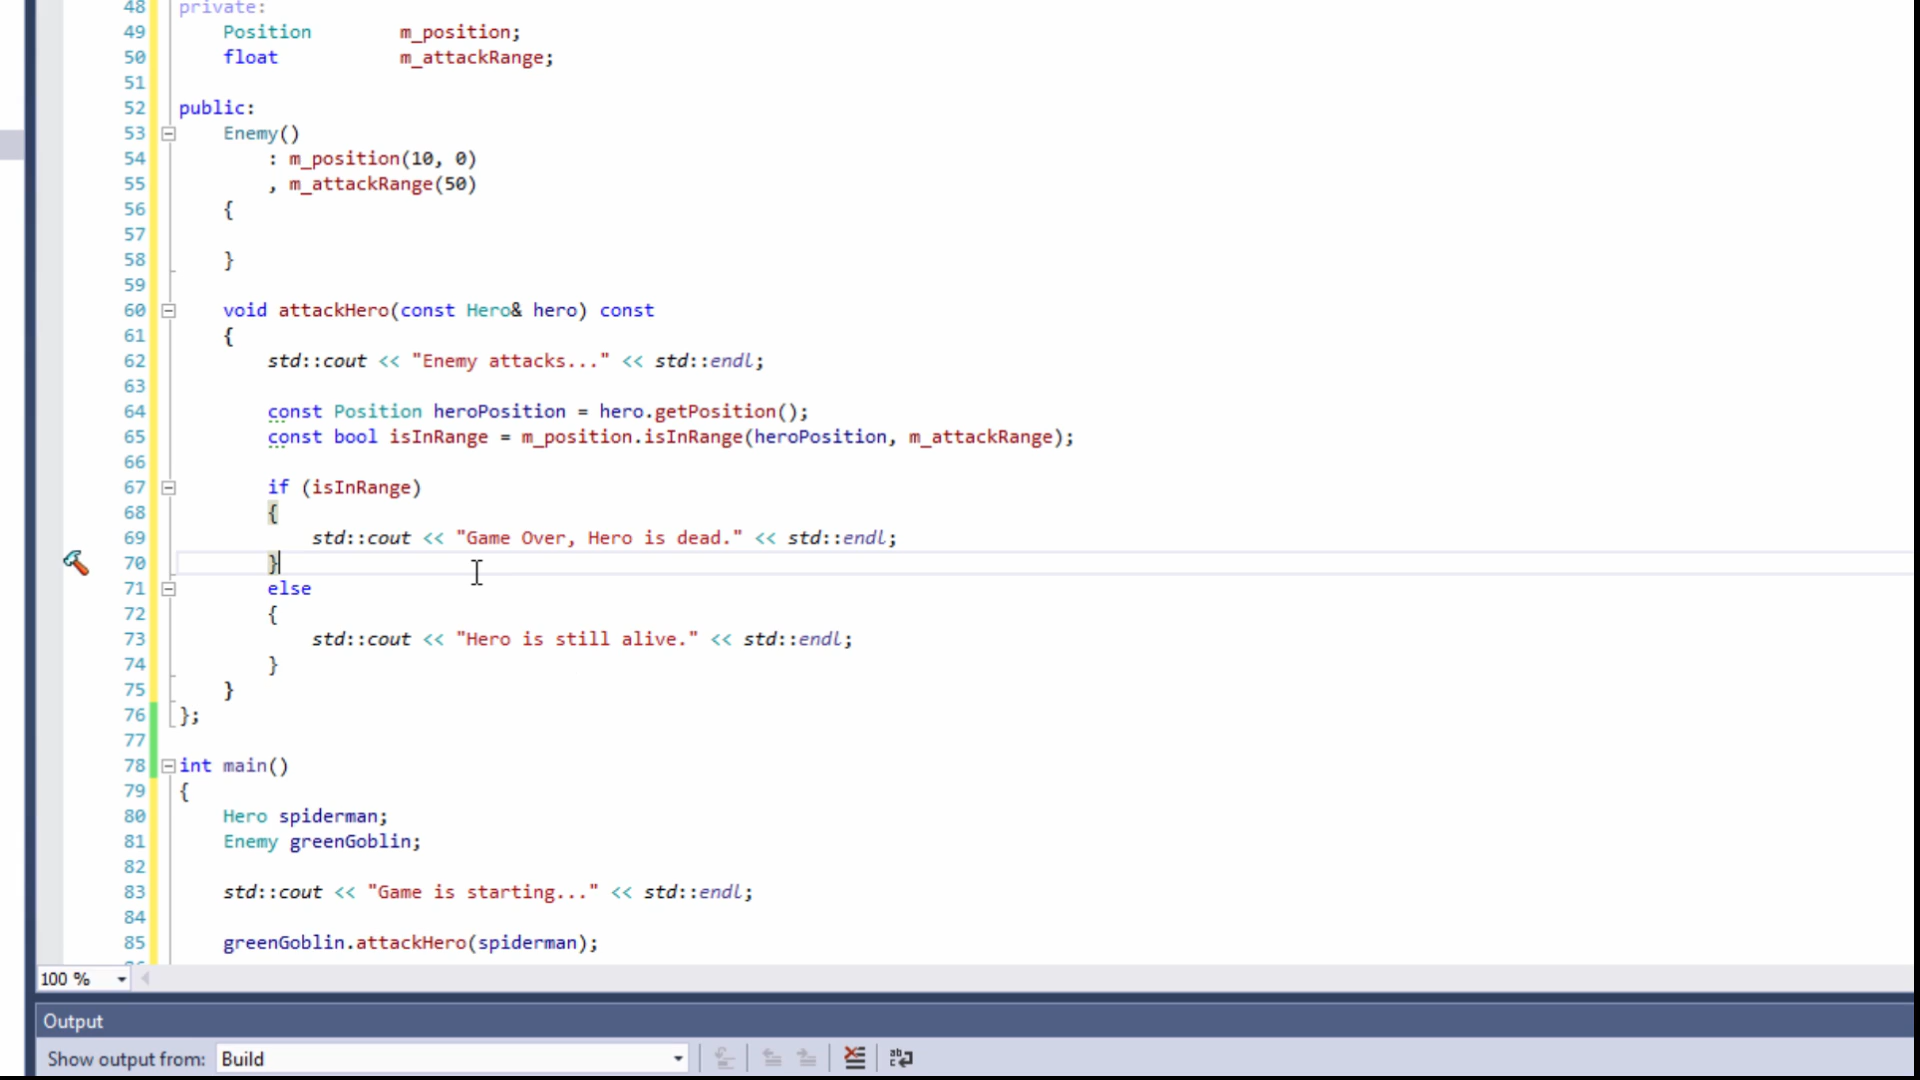 48 private:
49 Position m_position;
50 float m_attackRange;
51
52 public:
53 Enemy()
54 : m_position(10, 0)
55 , m_attackRange(50)
56 {
57
58 }
59
60 void attackHero(const Hero& hero) const
61 {
62 std::cout << "Enemy attacks..." << std::endl;
63
64 const Position heroPosition = hero.getPosition();
65 const bool isInRange = m_position.isInRange(heroPosition, m_attackRange);
66
67 if (isInRange)
68 {
69 std::cout << "Game Over, Hero is dead." << std::endl;
70 }
71 else
72 {
73 std::cout << "Hero is still alive." << std::endl;
74 }
75 }
76 };
77
78 int main()
79 {
80 Hero spiderman;
81 Enemy greenGoblin;
82
83 std::cout << "Game is starting..." << std::endl;
84
85 greenGoblin.attackHero(spiderman);
100 %
Output
Show output from: Build